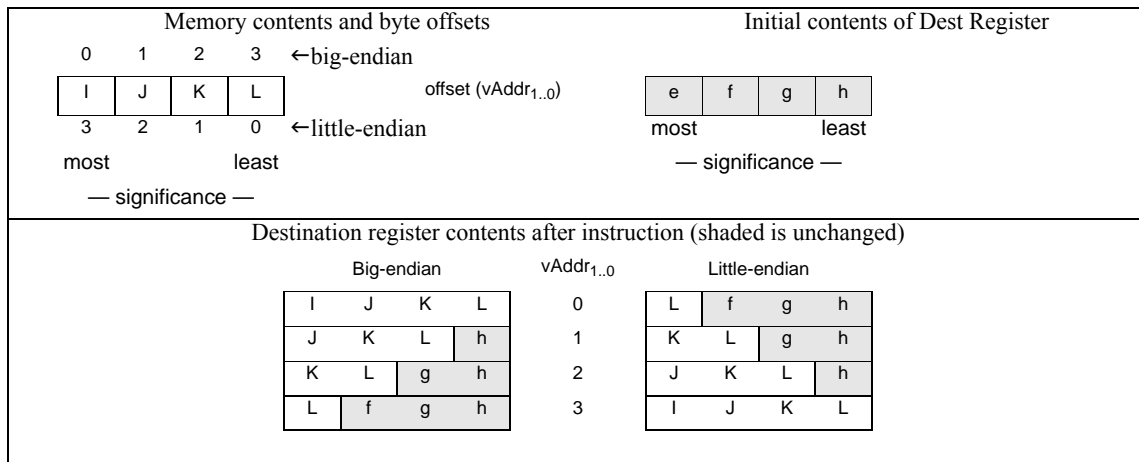 Memory contents and byte offsets Initial contents of Dest Register
0 1 2 3 ←big-endian
I J K L offset (vAddr1..0) e f g h
3 2 1 0 ←little-endian most least
most least — significance —
— significance —
Destination register contents after instruction (shaded is unchanged)
Big-endian vAddr1..0 Little-endian
I J K L 0 L f g h
J K L h 1 K L g h
K L g h 2 J K L h
L f g h 3 I J K L